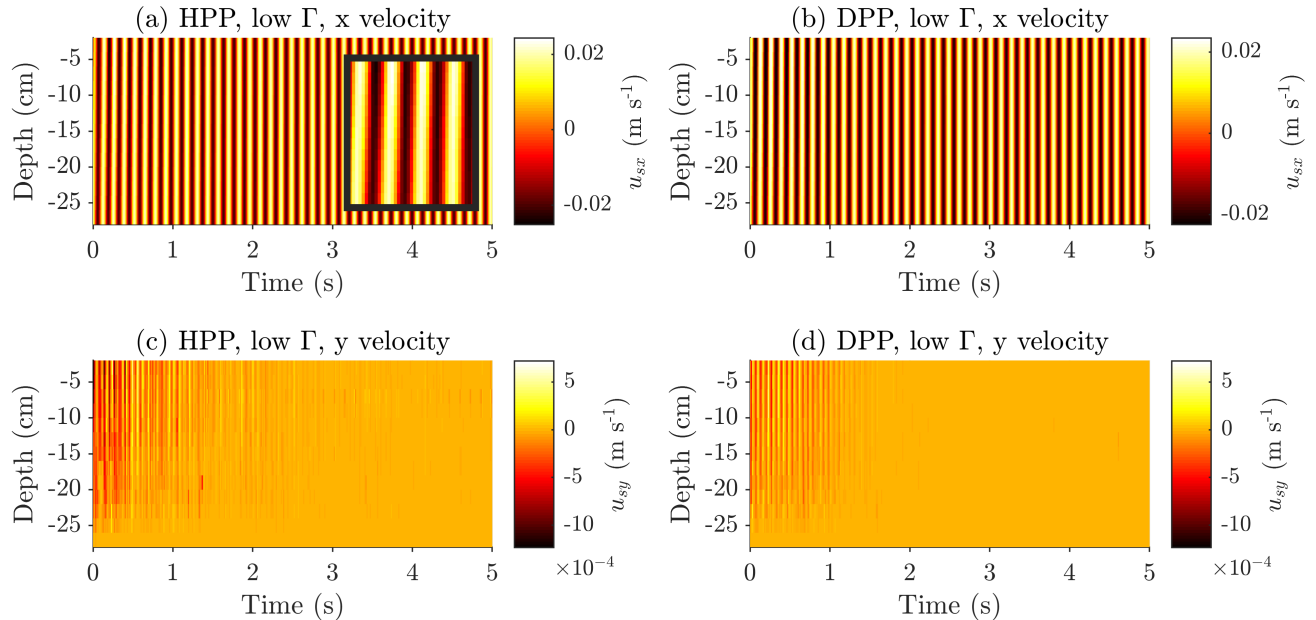 (a) HPP, low Γ, x velocity
-5
-10
-15
-20
-25
Depth (cm)
0 1 2 3 4 5
Time (s)
0.02
0
-0.02
u_sx (m s⁻¹)
(b) DPP, low Γ, x velocity
-5
-10
-15
-20
-25
Depth (cm)
0 1 2 3 4 5
Time (s)
0.02
0
-0.02
u_sx (m s⁻¹)
(c) HPP, low Γ, y velocity
-5
-10
-15
-20
-25
Depth (cm)
0 1 2 3 4 5
Time (s)
5
0
-5
-10
×10⁻⁴
u_sy (m s⁻¹)
(d) DPP, low Γ, y velocity
-5
-10
-15
-20
-25
Depth (cm)
0 1 2 3 4 5
Time (s)
5
0
-5
-10
×10⁻⁴
u_sy (m s⁻¹)